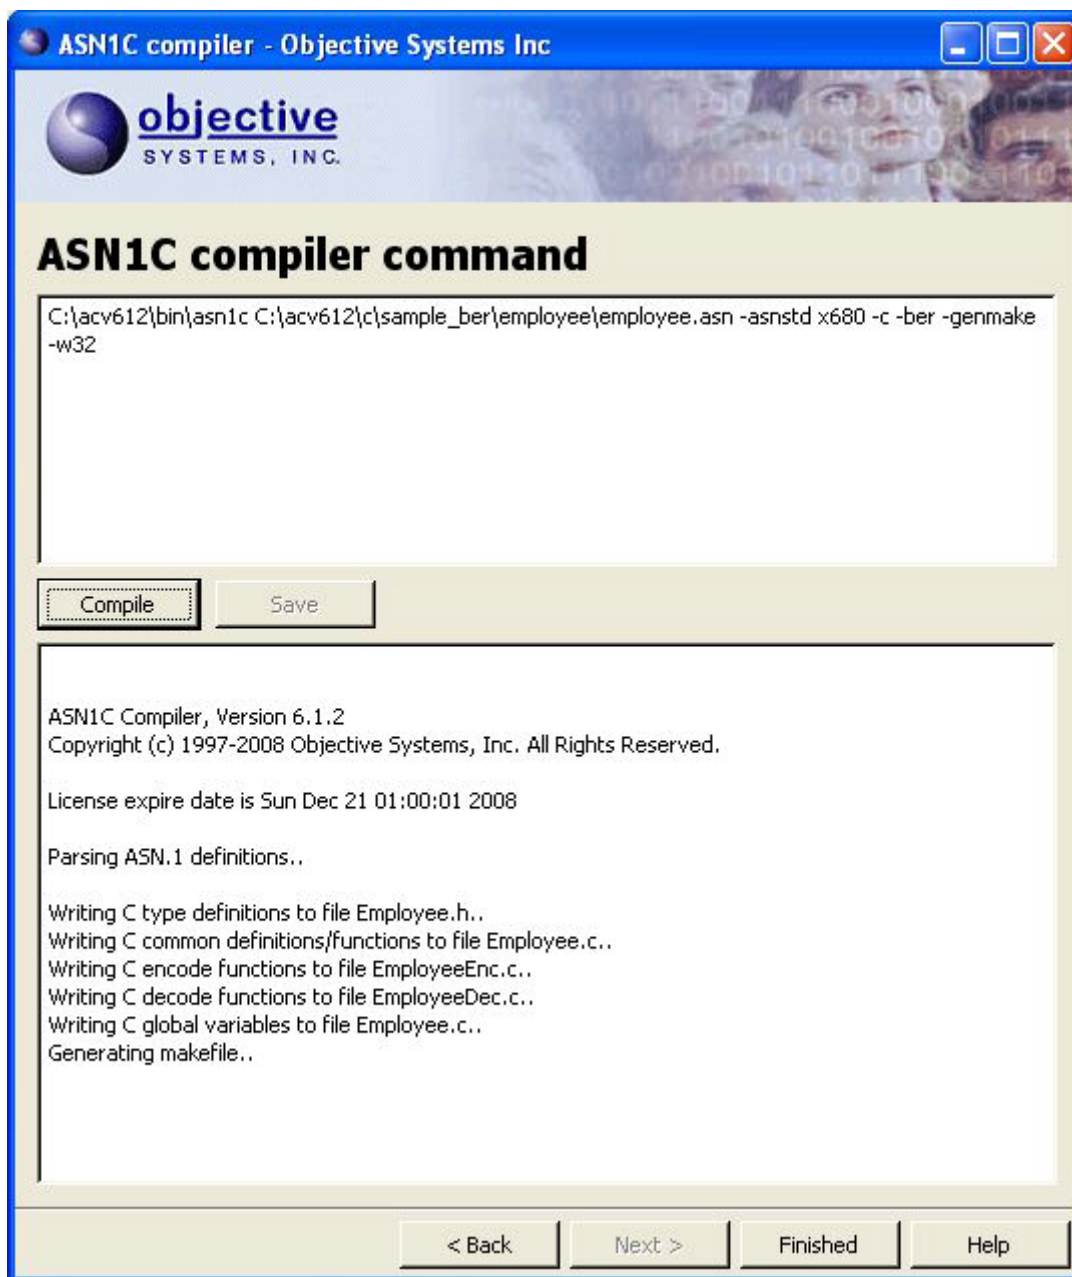 ASN1C compiler - Objective Systems Inc
objective
SYSTEMS, INC.
ASN1C compiler command
C:\acv612\bin\asn1c C:\acv612\c\sample_ber\employee\employee.asn -asnstd x680 -c -ber -genmake
-w32
Compile
Save
ASN1C Compiler, Version 6.1.2
Copyright (c) 1997-2008 Objective Systems, Inc. All Rights Reserved.
License expire date is Sun Dec 21 01:00:01 2008
Parsing ASN.1 definitions..
Writing C type definitions to file Employee.h..
Writing C common definitions/functions to file Employee.c..
Writing C encode functions to file EmployeeEnc.c..
Writing C decode functions to file EmployeeDec.c..
Writing C global variables to file Employee.c..
Generating makefile..
< Back
Next >
Finished
Help